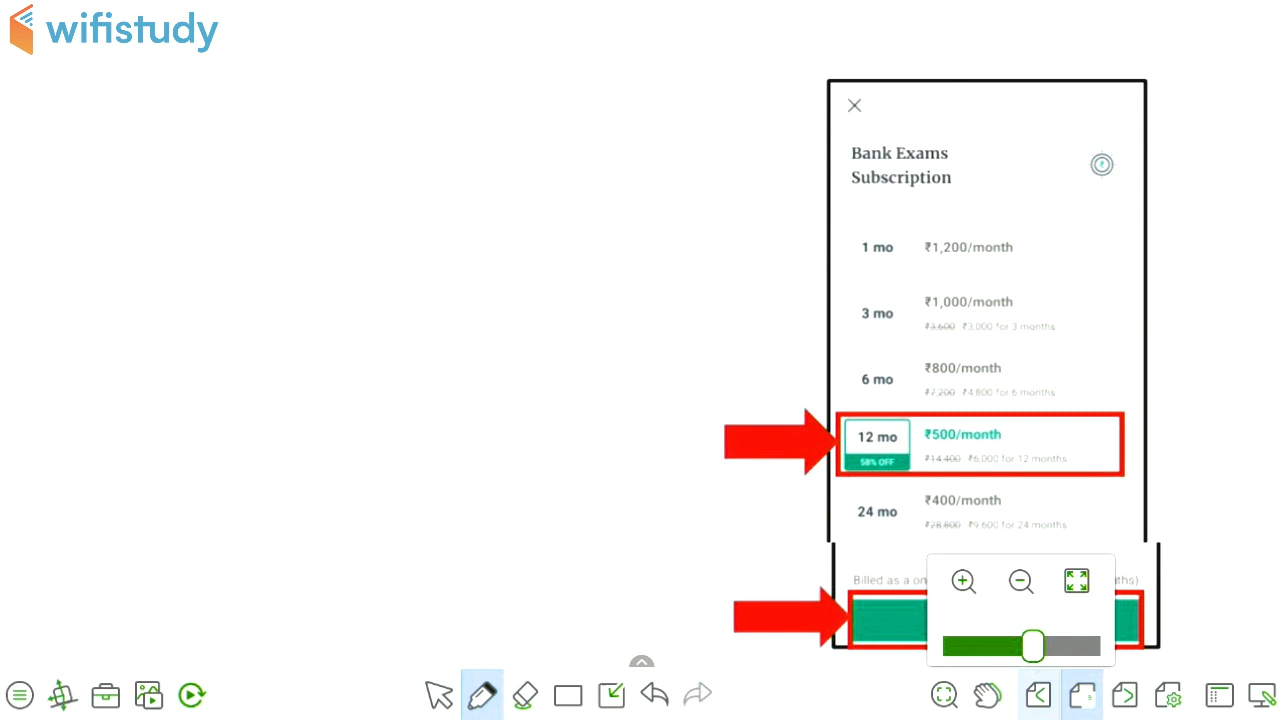 wifistudy
Bank Exams
Subscription
1 mo ₹1,200/month
3 mo ₹1,000/month
₹3,600 ₹3,000 for 3 months
6 mo ₹800/month
₹7,200 ₹4,800 for 6 months
12 mo ₹500/month
58% OFF ₹14,400 ₹6,000 for 12 months
24 mo ₹400/month
₹28,800 ₹9,600 for 24 months
Billed as a on ths)